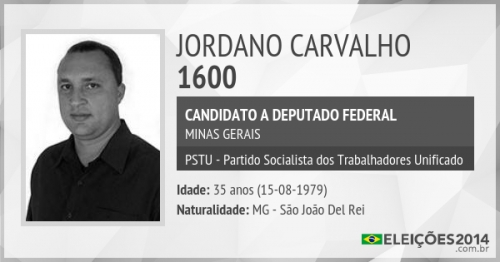 JORDANO CARVALHO
1600
CANDIDATO A DEPUTADO FEDERAL
MINAS GERAIS
PSTU - Partido Socialista dos Trabalhadores Unificado
Idade: 35 anos (15-08-1979)
Naturalidade: MG - São João Del Rei
ELEIÇÕES2014
.com.br